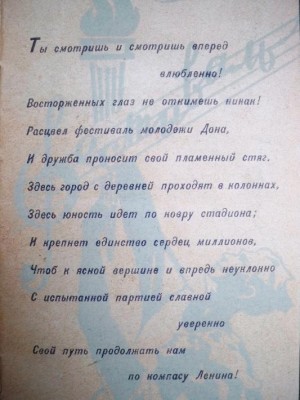 Ты смотришь и смотришь вперед
влюбленно!
Восторженных глаз не откимешь никак!
Расцвел фестиваль молодежи Дона,
И дружба проносит свой пламенный стяг.
Здесь город с деревней проходят в колоннах,
Здесь юность идет по ковру стадиона;
И крепнет единство сердец миллионов,
Чтоб к ясной вершине и впредь неуклонно
С испытанной партией славной
уверенно
Свой путь продолжать нам
по компасу Ленина!